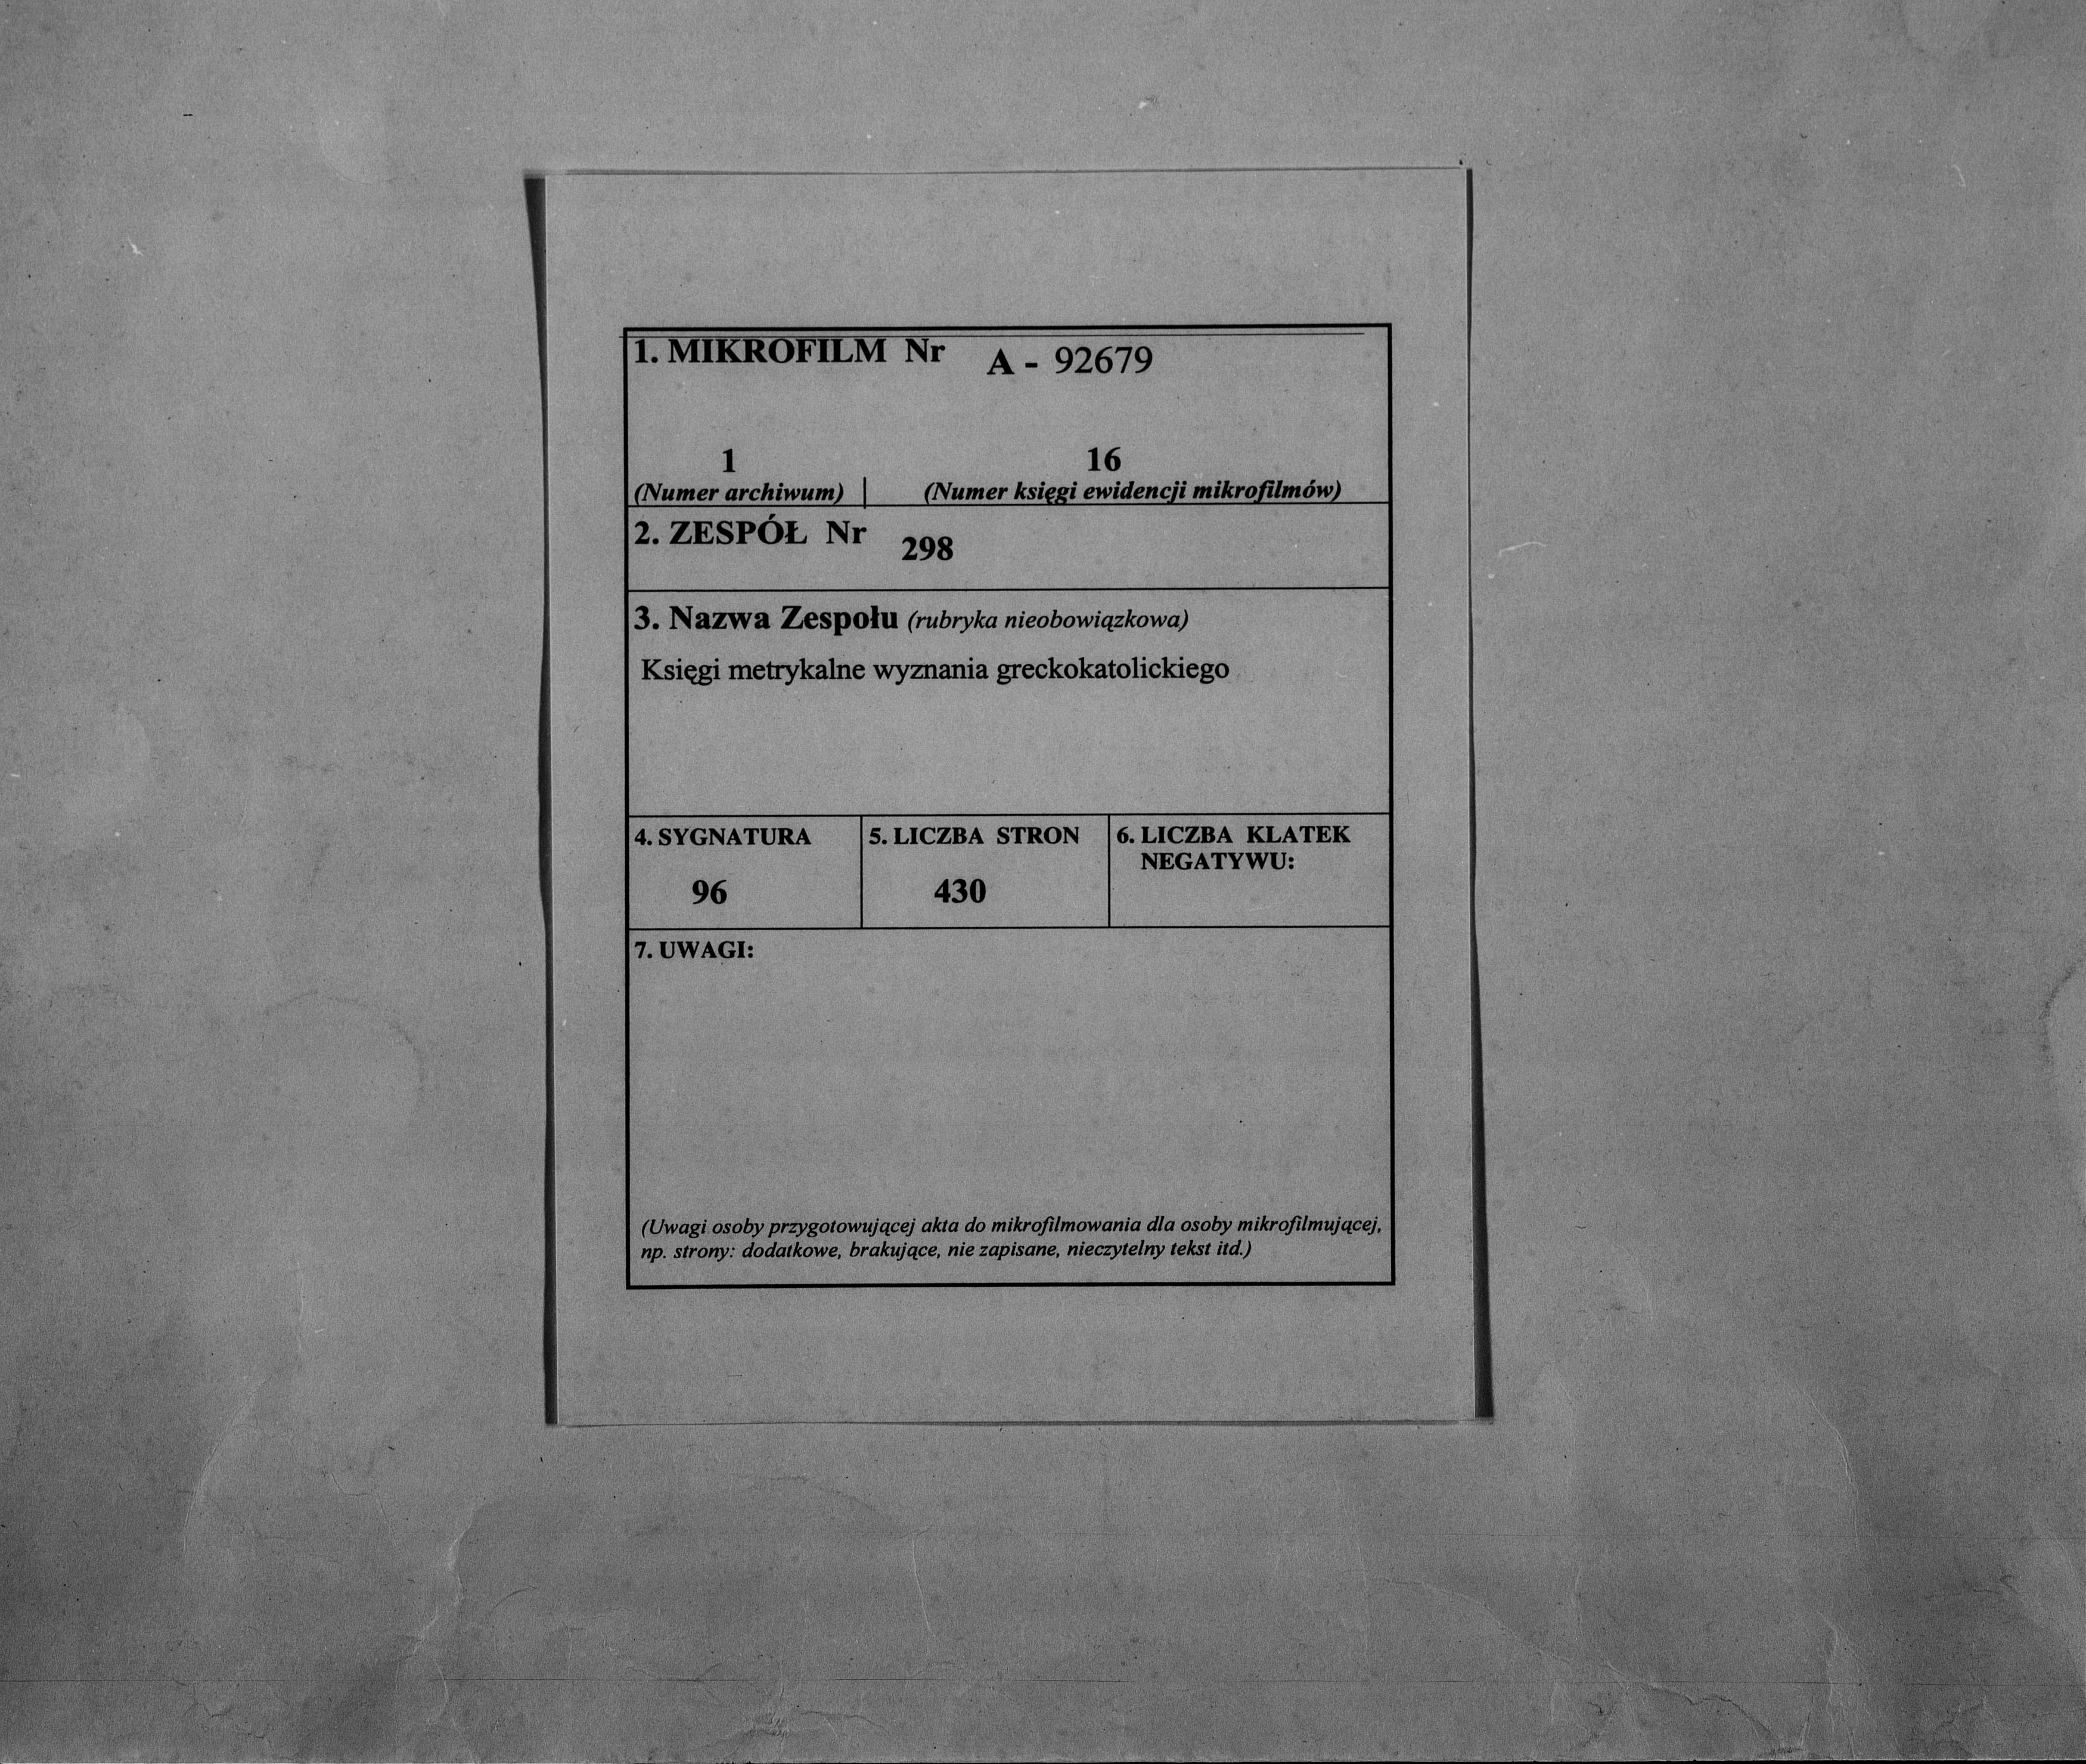 1. MIKROFILM Nr A - 92679
1 16
(Numer archiwum) | (Numer księgi ewidencji mikrofilmów)
2. ZESPÓŁ Nr 298
3. Nazwa Zespołu (rubryka nieobowiązkowa)
Księgi metrykalne wyznania greckokatolickiego
4. SYGNATURA 5. LICZBA STRON 6. LICZBA KLATEK
NEGATYWU:
96 430
7. UWAGI:
(Uwagi osoby przygotowującej akta do mikrofilmowania dla osoby mikrofilmującej,
np. strony: dodatkowe, brakujące, nie zapisane, nieczytelny tekst itd.)